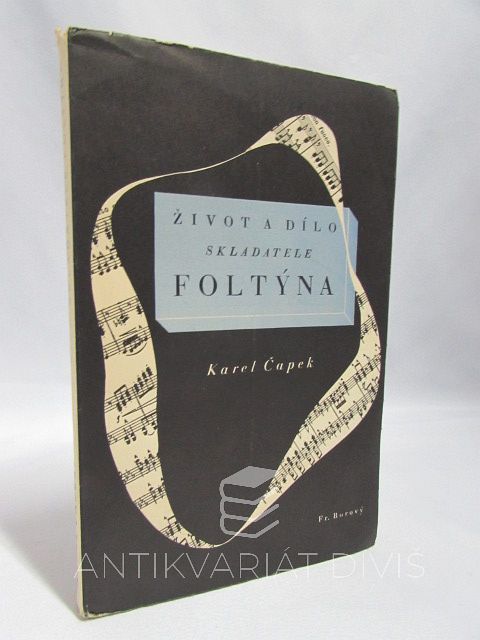 ŽIVOT A DÍLO
SKLADATELE
FOLTÝNA
Karel Čapek
Fr. Borový
ANTIKVARIÁT DIVIŠ